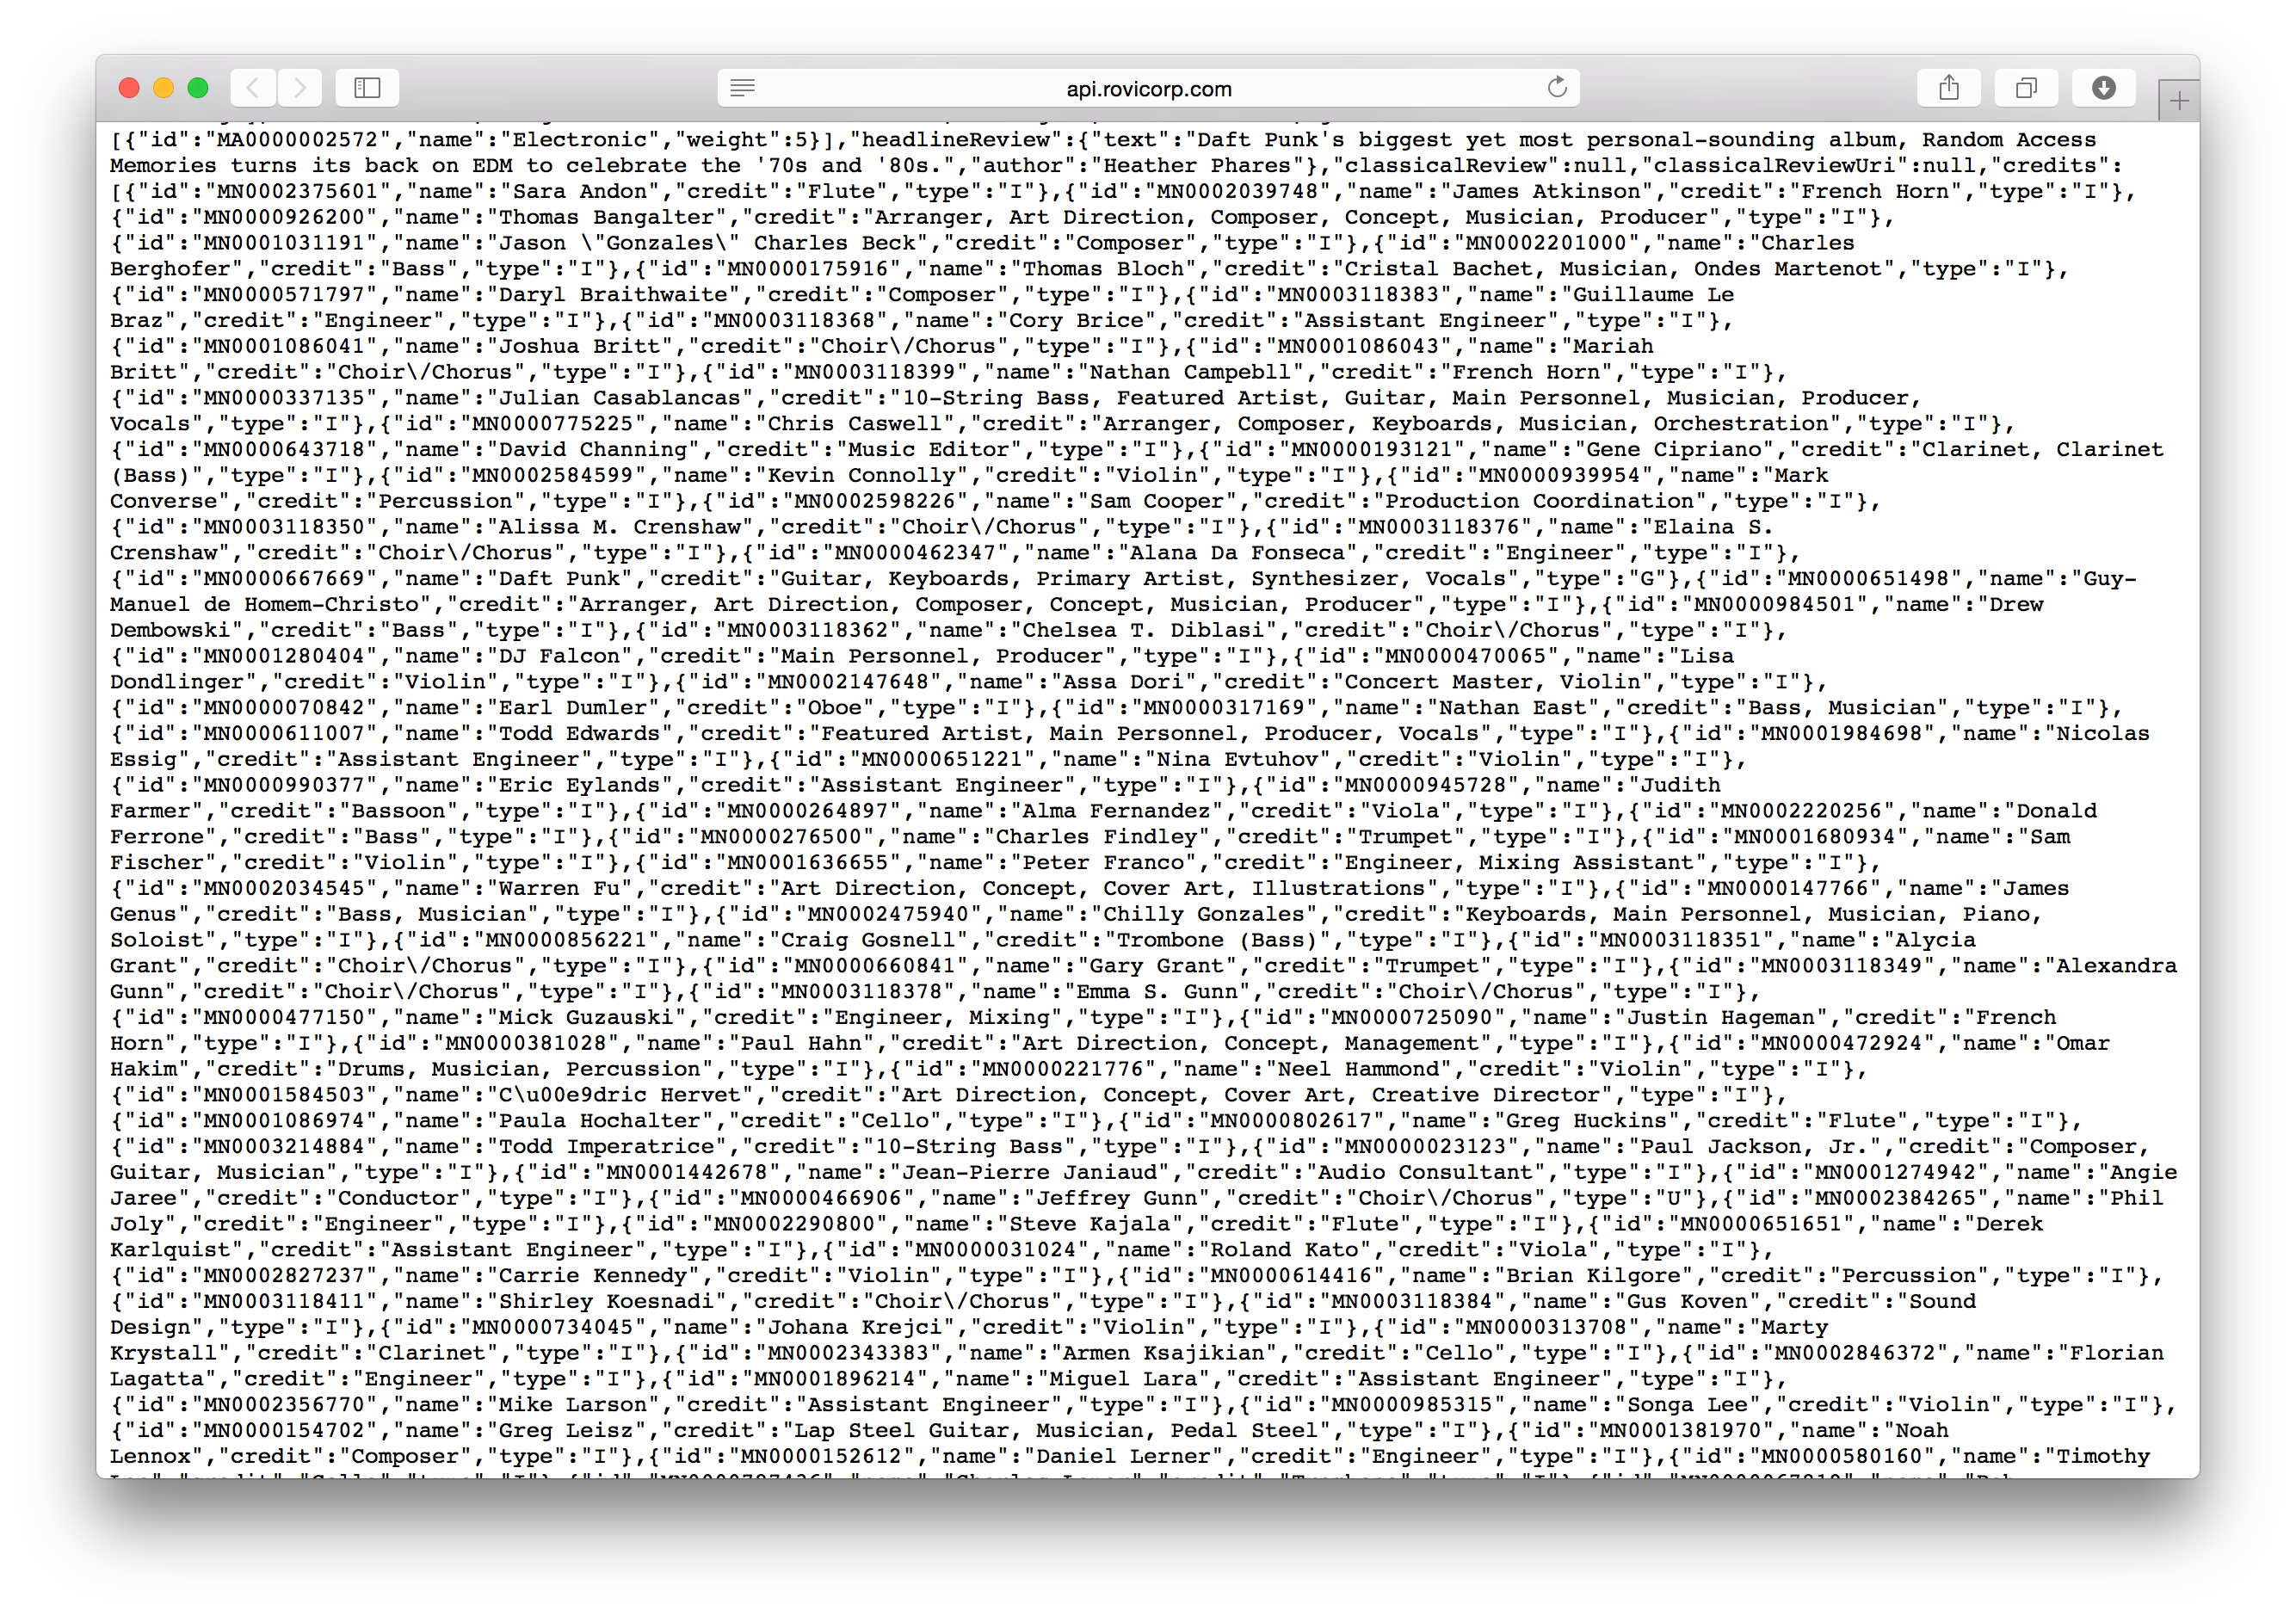 api.rovicorp.com
[{"id":"MA0000002572","name":"Electronic","weight":5}],"headlineReview":{"text":"Daft Punk's biggest yet most personal-sounding album, Random Access
Memories turns its back on EDM to celebrate the '70s and '80s.","author":"Heather Phares"},"classicalReview":null,"classicalReviewUri":null,"credits":
[{"id":"MN0002375601","name":"Sara Andon","credit":"Flute","type":"I"},{"id":"MN0002039748","name":"James Atkinson","credit":"French Horn","type":"I"},
{"id":"MN0000926200","name":"Thomas Bangalter","credit":"Arranger, Art Direction, Composer, Concept, Musician, Producer","type":"I"},
{"id":"MN0001031191","name":"Jason \"Gonzales\" Charles Beck","credit":"Composer","type":"I"},{"id":"MN0002201000","name":"Charles
Berghofer","credit":"Bass","type":"I"},{"id":"MN0000175916","name":"Thomas Bloch","credit":"Cristal Bachet, Musician, Ondes Martenot","type":"I"},
{"id":"MN0000571797","name":"Daryl Braithwaite","credit":"Composer","type":"I"},{"id":"MN0003118383","name":"Guillaume Le
Braz","credit":"Engineer","type":"I"},{"id":"MN0003118368","name":"Cory Brice","credit":"Assistant Engineer","type":"I"},
{"id":"MN0001086041","name":"Joshua Britt","credit":"Choir\/Chorus","type":"I"},{"id":"MN0001086043","name":"Mariah
Britt","credit":"Choir\/Chorus","type":"I"},{"id":"MN0003118399","name":"Nathan Campebll","credit":"French Horn","type":"I"},
{"id":"MN0000337135","name":"Julian Casablancas","credit":"10-String Bass, Featured Artist, Guitar, Main Personnel, Musician, Producer,
Vocals","type":"I"},{"id":"MN0000775225","name":"Chris Caswell","credit":"Arranger, Composer, Keyboards, Musician, Orchestration","type":"I"},
{"id":"MN0000643718","name":"David Channing","credit":"Music Editor","type":"I"},{"id":"MN0000193121","name":"Gene Cipriano","credit":"Clarinet, Clarinet
(Bass)","type":"I"},{"id":"MN0002584599","name":"Kevin Connolly","credit":"Violin","type":"I"},{"id":"MN0000939954","name":"Mark
Converse","credit":"Percussion","type":"I"},{"id":"MN0002598226","name":"Sam Cooper","credit":"Production Coordination","type":"I"},
{"id":"MN0003118350","name":"Alissa M. Crenshaw","credit":"Choir\/Chorus","type":"I"},{"id":"MN0003118376","name":"Elaina S.
Crenshaw","credit":"Choir\/Chorus","type":"I"},{"id":"MN0000462347","name":"Alana Da Fonseca","credit":"Engineer","type":"I"},
{"id":"MN0000667669","name":"Daft Punk","credit":"Guitar, Keyboards, Primary Artist, Synthesizer, Vocals","type":"G"},{"id":"MN0000651498","name":"Guy-
Manuel de Homem-Christo","credit":"Arranger, Art Direction, Composer, Concept, Musician, Producer","type":"I"},{"id":"MN0000984501","name":"Drew
Dembowski","credit":"Bass","type":"I"},{"id":"MN0003118362","name":"Chelsea T. Diblasi","credit":"Choir\/Chorus","type":"I"},
{"id":"MN0001280404","name":"DJ Falcon","credit":"Main Personnel, Producer","type":"I"},{"id":"MN0000470065","name":"Lisa
Dondlinger","credit":"Violin","type":"I"},{"id":"MN0002147648","name":"Assa Dori","credit":"Concert Master, Violin","type":"I"},
{"id":"MN0000070842","name":"Earl Dumler","credit":"Oboe","type":"I"},{"id":"MN0000317169","name":"Nathan East","credit":"Bass, Musician","type":"I"},
{"id":"MN0000611007","name":"Todd Edwards","credit":"Featured Artist, Main Personnel, Producer, Vocals","type":"I"},{"id":"MN0001984698","name":"Nicolas
Essig","credit":"Assistant Engineer","type":"I"},{"id":"MN0000651221","name":"Nina Evtuhov","credit":"Violin","type":"I"},
{"id":"MN0000990377","name":"Eric Eylands","credit":"Assistant Engineer","type":"I"},{"id":"MN0000945728","name":"Judith
Farmer","credit":"Bassoon","type":"I"},{"id":"MN0000264897","name":"Alma Fernandez","credit":"Viola","type":"I"},{"id":"MN0002220256","name":"Donald
Ferrone","credit":"Bass","type":"I"},{"id":"MN0000276500","name":"Charles Findley","credit":"Trumpet","type":"I"},{"id":"MN0001680934","name":"Sam
Fischer","credit":"Violin","type":"I"},{"id":"MN0001636655","name":"Peter Franco","credit":"Engineer, Mixing Assistant","type":"I"},
{"id":"MN0002034545","name":"Warren Fu","credit":"Art Direction, Concept, Cover Art, Illustrations","type":"I"},{"id":"MN0000147766","name":"James
Genus","credit":"Bass, Musician","type":"I"},{"id":"MN0002475940","name":"Chilly Gonzales","credit":"Keyboards, Main Personnel, Musician, Piano,
Soloist","type":"I"},{"id":"MN0000856221","name":"Craig Gosnell","credit":"Trombone (Bass)","type":"I"},{"id":"MN0003118351","name":"Alycia
Grant","credit":"Choir\/Chorus","type":"I"},{"id":"MN0000660841","name":"Gary Grant","credit":"Trumpet","type":"I"},{"id":"MN0003118349","name":"Alexandra
Gunn","credit":"Choir\/Chorus","type":"I"},{"id":"MN0003118378","name":"Emma S. Gunn","credit":"Choir\/Chorus","type":"I"},
{"id":"MN0000477150","name":"Mick Guzauski","credit":"Engineer, Mixing","type":"I"},{"id":"MN0000725090","name":"Justin Hageman","credit":"French
Horn","type":"I"},{"id":"MN0000381028","name":"Paul Hahn","credit":"Art Direction, Concept, Management","type":"I"},{"id":"MN0000472924","name":"Omar
Hakim","credit":"Drums, Musician, Percussion","type":"I"},{"id":"MN0000221776","name":"Neel Hammond","credit":"Violin","type":"I"},
{"id":"MN0001584503","name":"C\u00e9dric Hervet","credit":"Art Direction, Concept, Cover Art, Creative Director","type":"I"},
{"id":"MN0001086974","name":"Paula Hochalter","credit":"Cello","type":"I"},{"id":"MN0000802617","name":"Greg Huckins","credit":"Flute","type":"I"},
{"id":"MN0003214884","name":"Todd Imperatrice","credit":"10-String Bass","type":"I"},{"id":"MN0000023123","name":"Paul Jackson, Jr.","credit":"Composer,
Guitar, Musician","type":"I"},{"id":"MN0001442678","name":"Jean-Pierre Janiaud","credit":"Audio Consultant","type":"I"},{"id":"MN0001274942","name":"Angie
Jaree","credit":"Conductor","type":"I"},{"id":"MN0000466906","name":"Jeffrey Gunn","credit":"Choir\/Chorus","type":"U"},{"id":"MN0002384265","name":"Phil
Joly","credit":"Engineer","type":"I"},{"id":"MN0002290800","name":"Steve Kajala","credit":"Flute","type":"I"},{"id":"MN0000651651","name":"Derek
Karlquist","credit":"Assistant Engineer","type":"I"},{"id":"MN0000031024","name":"Roland Kato","credit":"Viola","type":"I"},
{"id":"MN0002827237","name":"Carrie Kennedy","credit":"Violin","type":"I"},{"id":"MN0000614416","name":"Brian Kilgore","credit":"Percussion","type":"I"},
{"id":"MN0003118411","name":"Shirley Koesnadi","credit":"Choir\/Chorus","type":"I"},{"id":"MN0003118384","name":"Gus Koven","credit":"Sound
Design","type":"I"},{"id":"MN0000734045","name":"Johana Krejci","credit":"Violin","type":"I"},{"id":"MN0000313708","name":"Marty
Krystall","credit":"Clarinet","type":"I"},{"id":"MN0002343383","name":"Armen Ksajikian","credit":"Cello","type":"I"},{"id":"MN0002846372","name":"Florian
Lagatta","credit":"Engineer","type":"I"},{"id":"MN0001896214","name":"Miguel Lara","credit":"Assistant Engineer","type":"I"},
{"id":"MN0002356770","name":"Mike Larson","credit":"Assistant Engineer","type":"I"},{"id":"MN0000985315","name":"Songa Lee","credit":"Violin","type":"I"},
{"id":"MN0000154702","name":"Greg Leisz","credit":"Lap Steel Guitar, Musician, Pedal Steel","type":"I"},{"id":"MN0001381970","name":"Noah
Lennox","credit":"Composer","type":"I"},{"id":"MN0000152612","name":"Daniel Lerner","credit":"Engineer","type":"I"},{"id":"MN0000580160","name":"Timothy